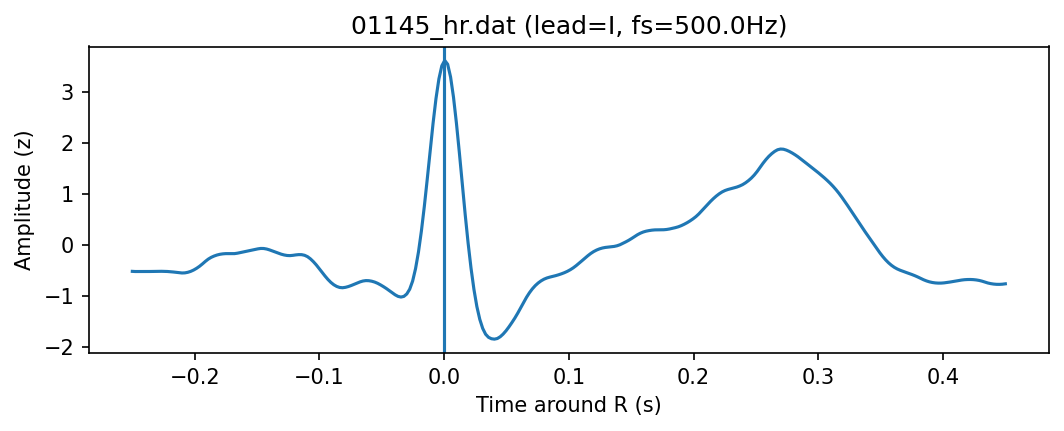 01145_hr.dat (lead=I, fs=500.0Hz)
Amplitude (z)
3
2
1
0
−1
−2
−0.2 −0.1 0.0 0.1 0.2 0.3 0.4
Time around R (s)